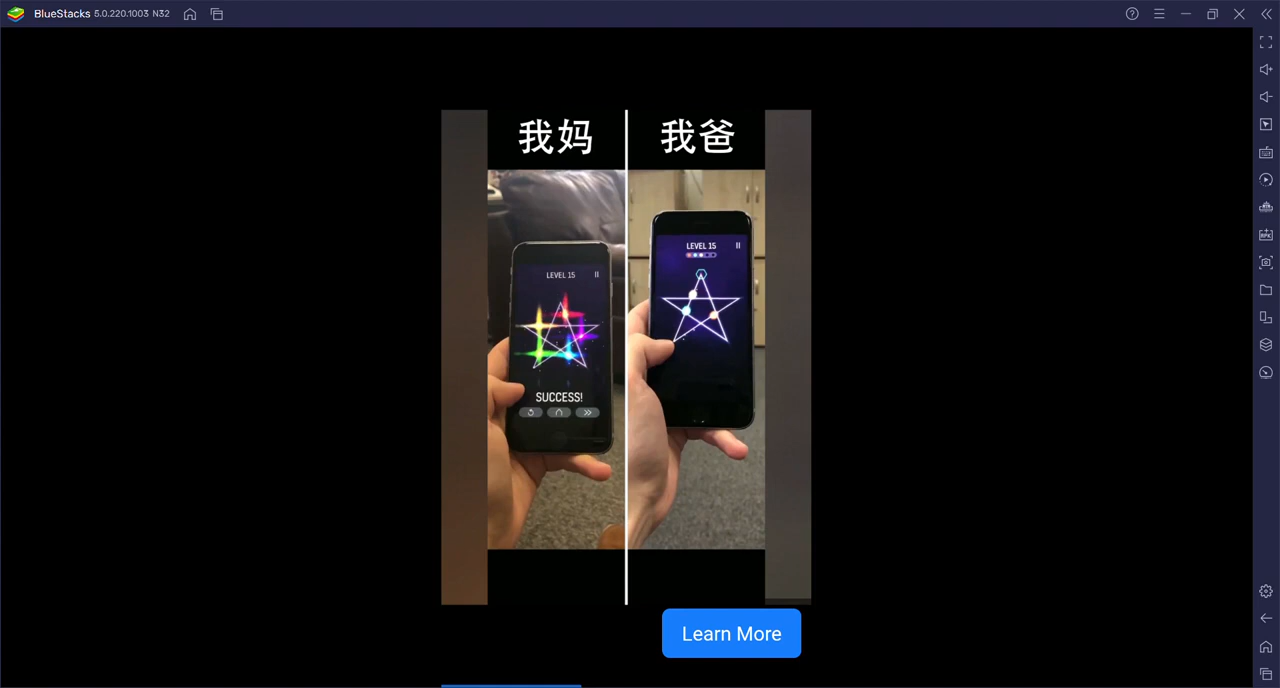 BlueStacks 5.0.220.1003 N32
我妈
我爸
LEVEL 15
SUCCESS!
LEVEL 15
Learn More